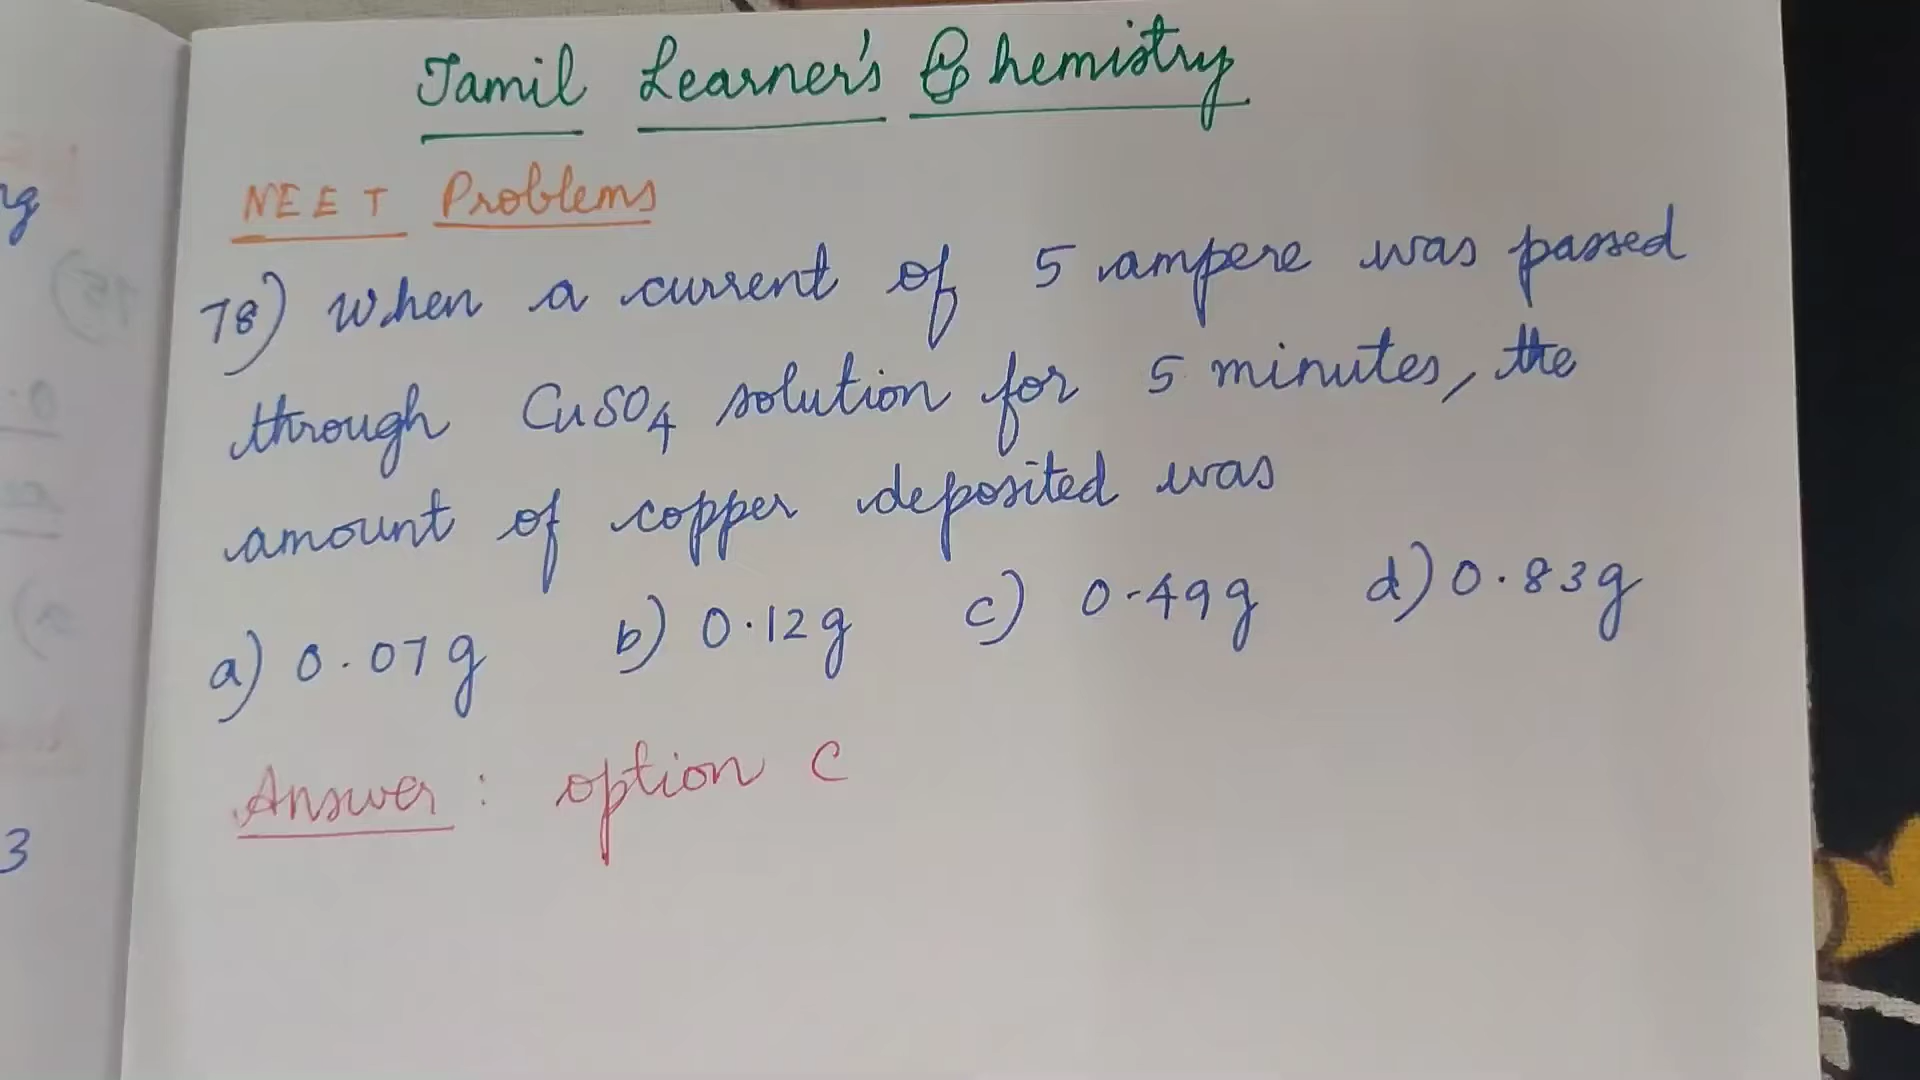 Tamil Learner's Chemistry
NEET Problems
78) When a current of 5 ampere was passed
through CuSO4 solution for 5 minutes, the
amount of copper deposited was
a) 0.07g b) 0.12g c) 0.49g d) 0.83g
Answer : option C
3